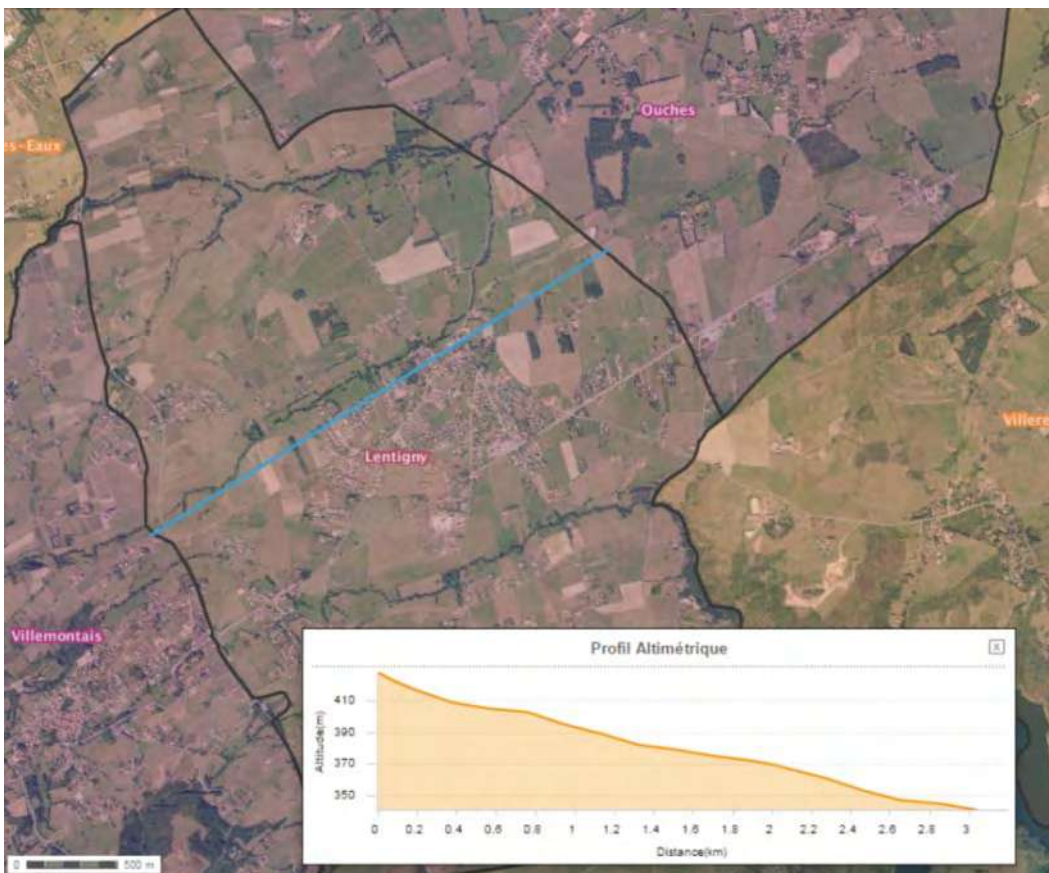 Ouches
es-Eaux
Villere
Lentigny
Villemontais
Profil Altimétrique
x
Altitude(m)
410
390
370
350
0 0.2 0.4 0.6 0.8 1 1.2 1.4 1.6 1.8 2 2.2 2.4 2.6 2.8 3
Distance(km)
0 500 m